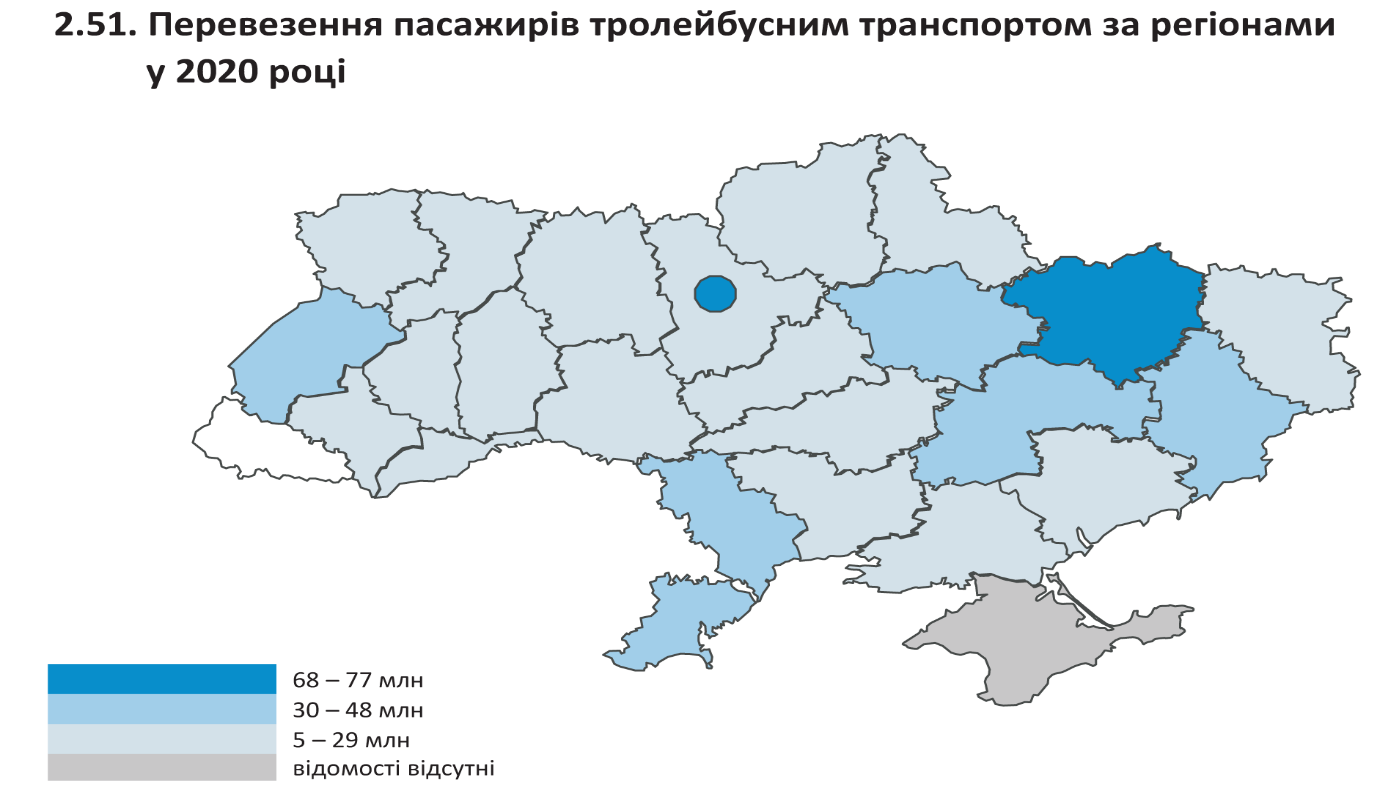 2.51. Перевезення пасажирів тролейбусним транспортом за регіонами
у 2020 році
68 – 77 млн
30 – 48 млн
5 – 29 млн
відомості відсутні